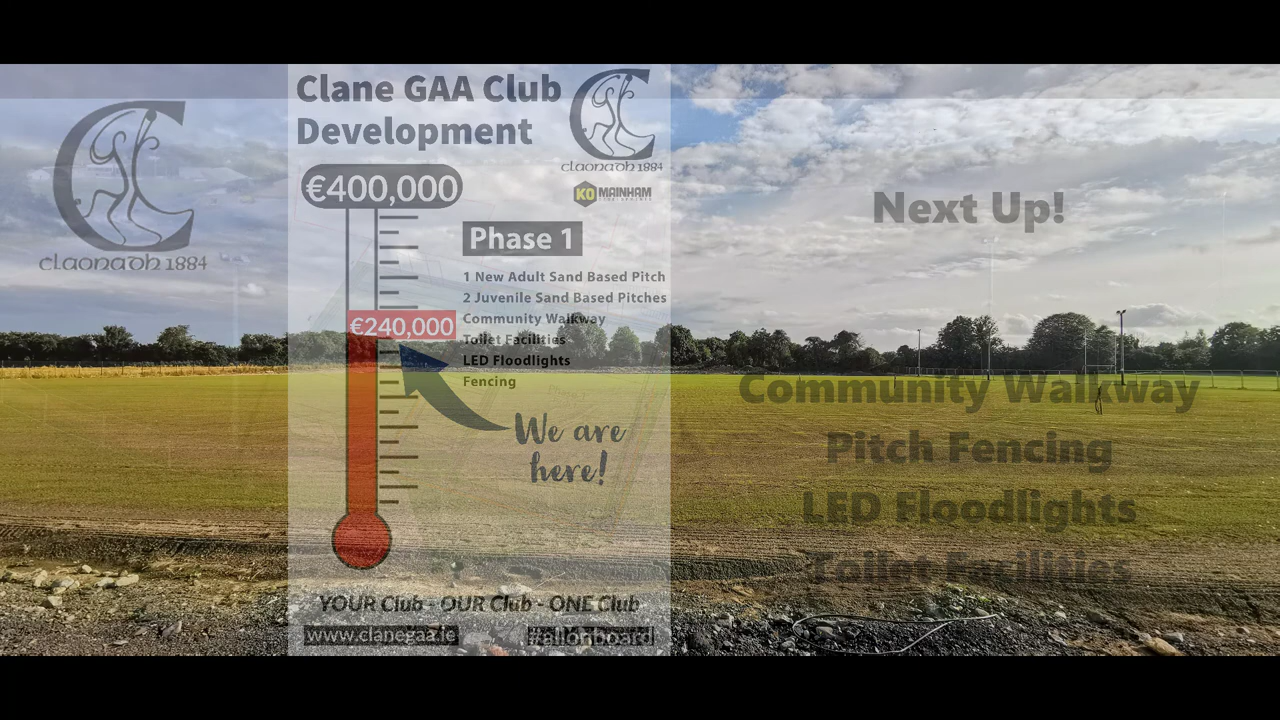 Clane GAA Club
Development
claonadh 1884
claonadh 1884
€400,000
KO MAINHAM
Phase 1
1 New Adult Sand Based Pitch
2 Juvenile Sand Based Pitches
Community Walkway
Toilet Facilities
LED Floodlights
Fencing
€240,000
We are
here!
YOUR Club - OUR Club - ONE Club
www.clanegaa.ie
#allonboard
Next Up!
Community Walkway
Pitch Fencing
LED Floodlights
Toilet Facilities